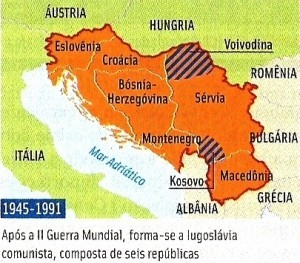 ÁUSTRIA
HUNGRIA
Voivodina
Eslovênia
Croácia
ROMÊNIA
Bósnia-
Herzegóvina
Sérvia
Montenegro
BULGÁRIA
ITÁLIA
Mar Adriático
Kosovo
Macedônia
ALBÂNIA
GRÉCIA
1945-1991
Após a II Guerra Mundial, forma-se a Iugoslávia
comunista, composta de seis repúblicas